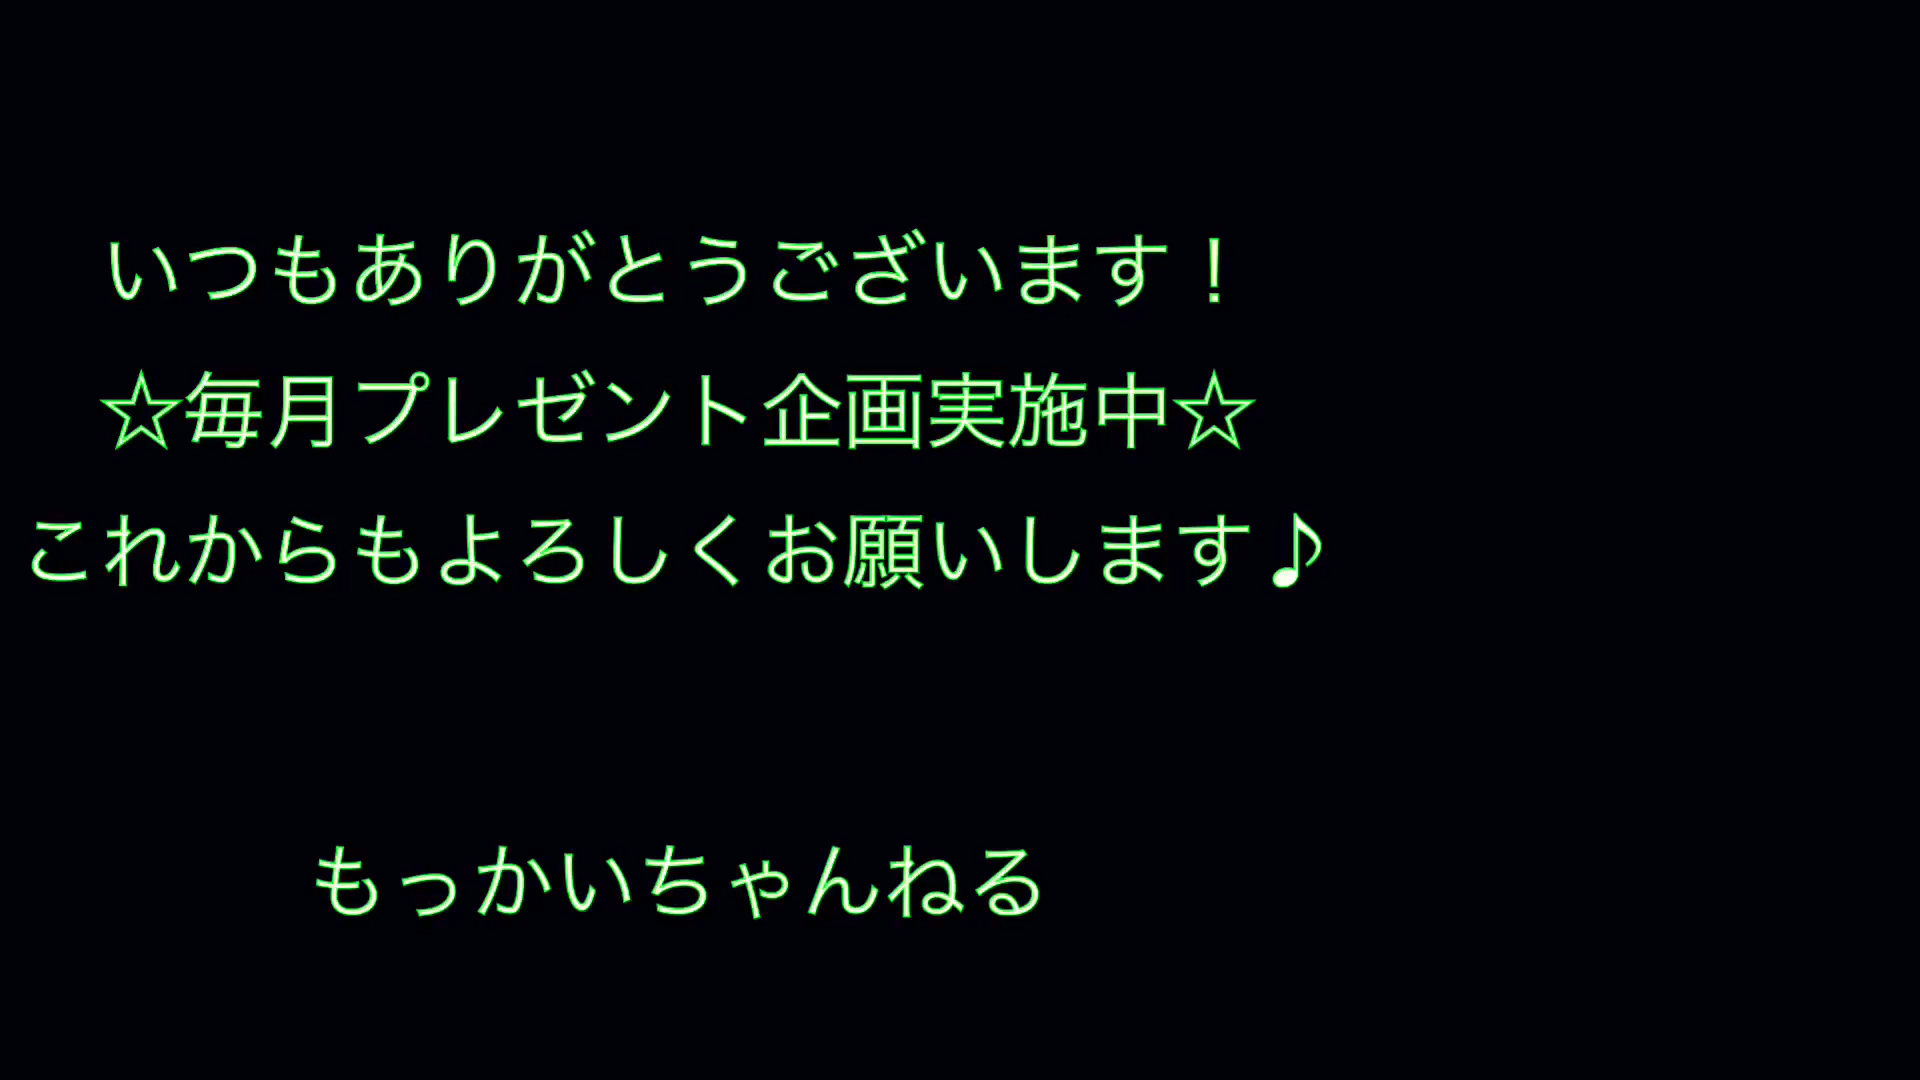 いつもありがとうございます！
☆毎月プレゼント企画実施中☆
これからもよろしくお願いします♪
もっかいちゃんねる